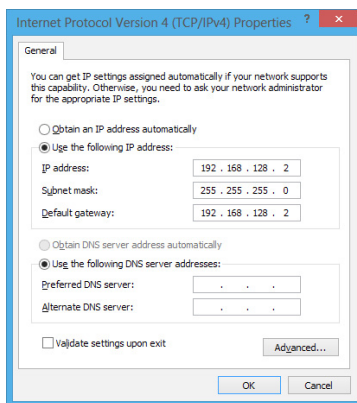 Internet Protocol Version 4 (TCP/IPv4) Properties ? ×
General
You can get IP settings assigned automatically if your network supports
this capability. Otherwise, you need to ask your network administrator
for the appropriate IP settings.
Obtain an IP address automatically
Use the following IP address:
IP address: 192 . 168 . 128 . 2
Subnet mask: 255 . 255 . 255 . 0
Default gateway: 192 . 168 . 128 . 2
Obtain DNS server address automatically
Use the following DNS server addresses:
Preferred DNS server: . . .
Alternate DNS server: . . .
Validate settings upon exit
Advanced...
OK Cancel